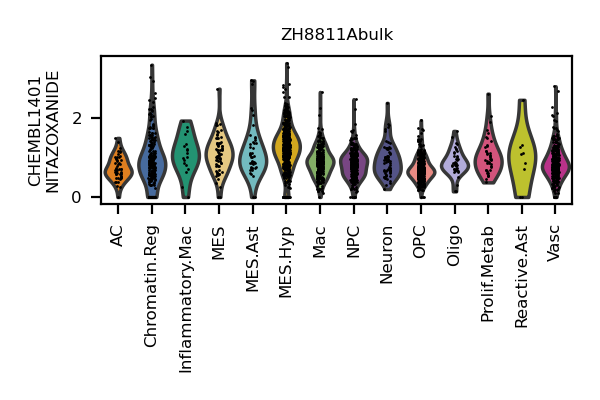 ZH8811Abulk
CHEMBL1401
NITAZOXANIDE
2
0
AC
Chromatin.Reg
Inflammatory.Mac
MES
MES.Ast
MES.Hyp
Mac
NPC
Neuron
OPC
Oligo
Prolif.Metab
Reactive.Ast
Vasc